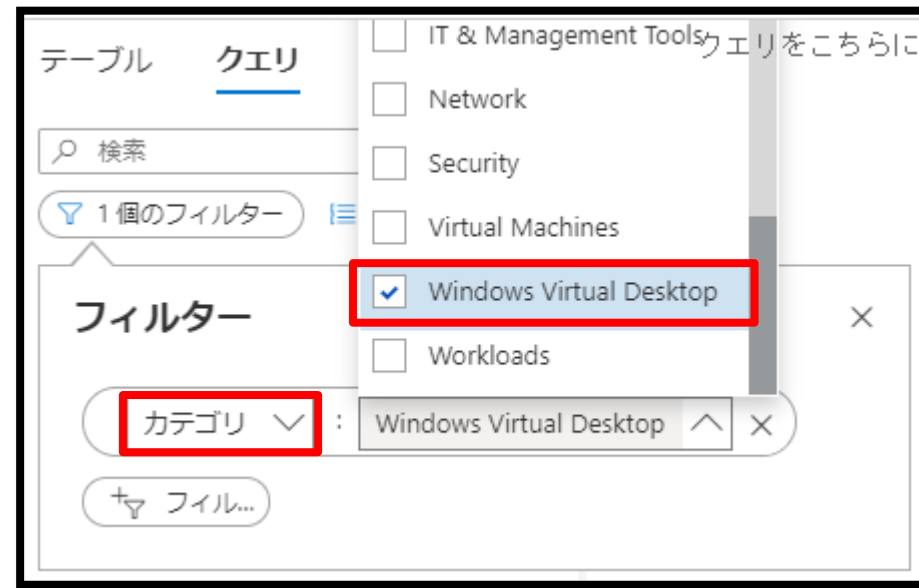 テーブル クエリ
IT & Management Tools
クエリをこちらに
Network
検索
Security
1 個のフィルター
Virtual Machines
Windows Virtual Desktop
フィルター
Workloads
カテゴリ : Windows Virtual Desktop
フィル...